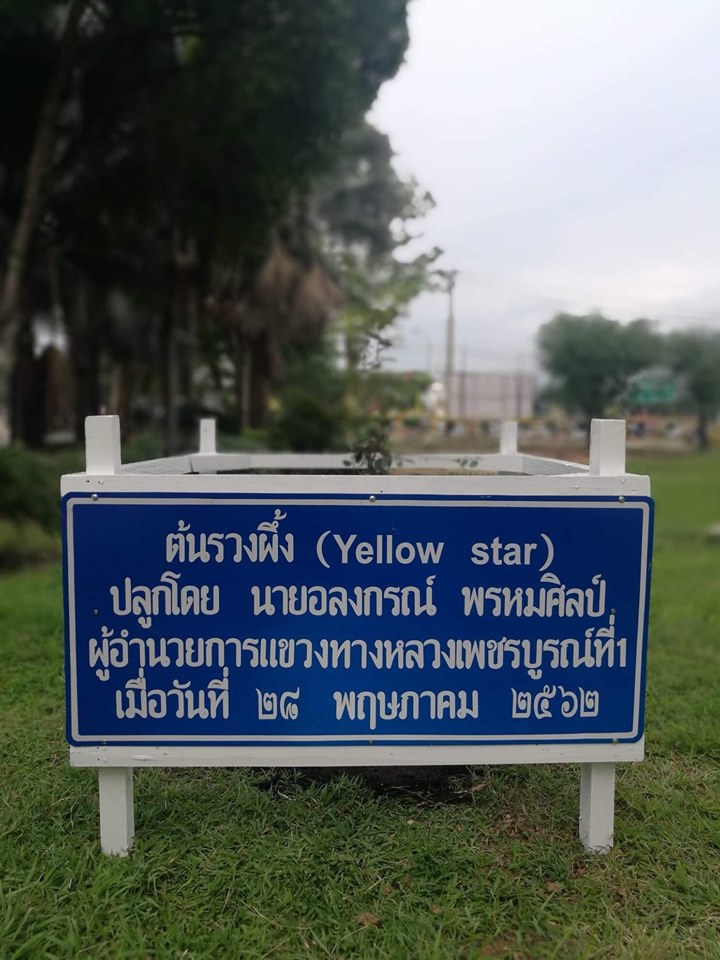 ต้นรวงผึ้ง (Yellow star)
ปลูกโดย นายอลงกรณ์ พรหมศิลป์
ผู้อำนวยการแขวงทางหลวงเพชรบูรณ์ที่1
เมื่อวันที่ ๒๘ พฤษภาคม ๒๕๖๒